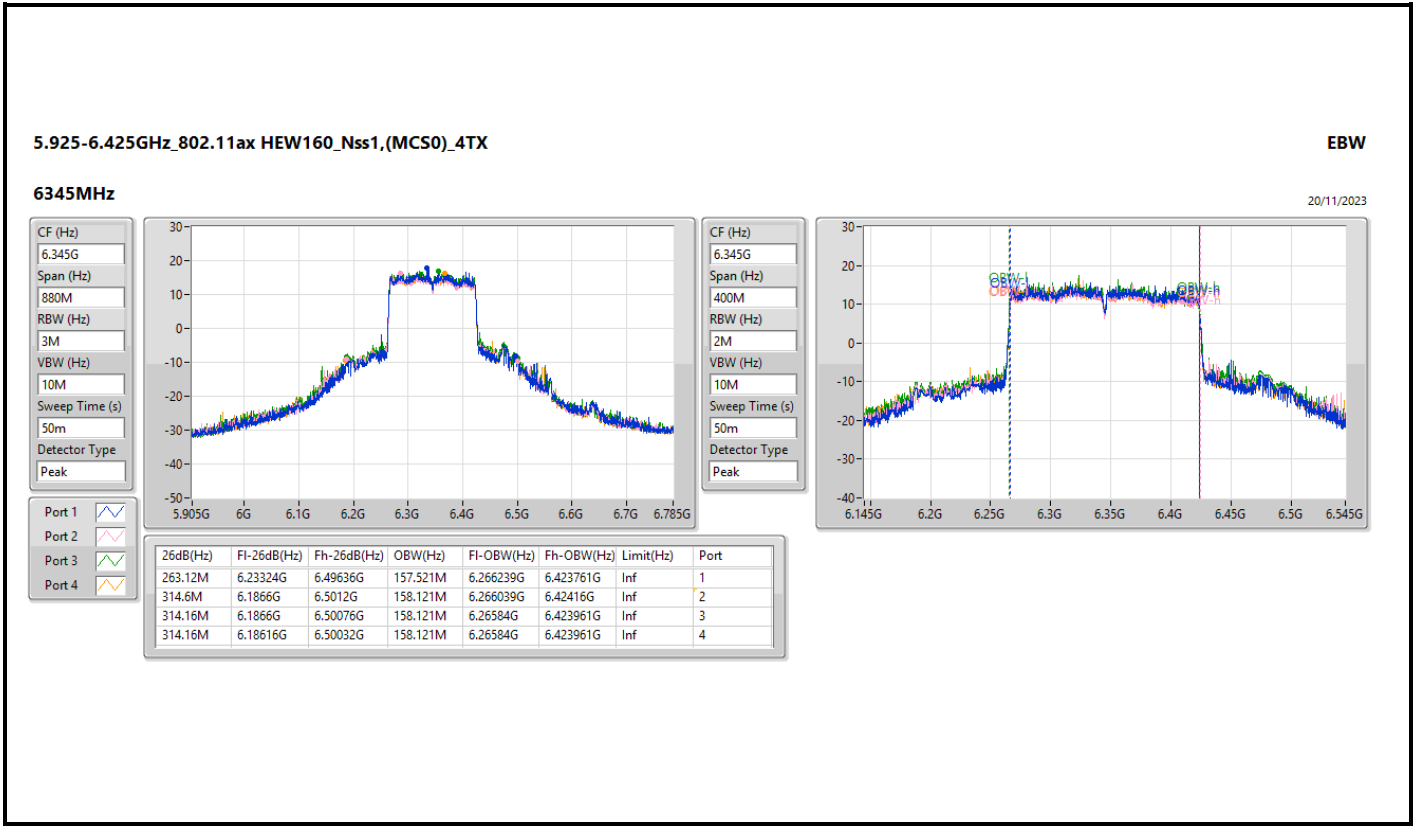 5.925-6.425GHz_802.11ax HEW160_Nss1,(MCS0)_4TX
EBW
6345MHz
20/11/2023
CF (Hz)
6.345G
Span (Hz)
880M
RBW (Hz)
3M
VBW (Hz)
10M
Sweep Time (s)
50m
Detector Type
Peak
30
20
10
0
-10
-20
-30
-40
-50
5.905G 6G 6.1G 6.2G 6.3G 6.4G 6.5G 6.6G 6.7G 6.785G
CF (Hz)
6.345G
Span (Hz)
400M
RBW (Hz)
2M
VBW (Hz)
10M
Sweep Time (s)
50m
Detector Type
Peak
30
20
10
0
-10
-20
-30
-40
OBW-l
OBW-h
6.145G 6.2G 6.25G 6.3G 6.35G 6.4G 6.45G 6.5G 6.545G
Port 1
Port 2
Port 3
Port 4
26dB(Hz) Fl-26dB(Hz) Fh-26dB(Hz) OBW(Hz) Fl-OBW(Hz) Fh-OBW(Hz) Limit(Hz) Port
263.12M 6.23324G 6.49636G 157.521M 6.266239G 6.423761G Inf 1
314.6M 6.1866G 6.5012G 158.121M 6.266039G 6.42416G Inf 2
314.16M 6.1866G 6.50076G 158.121M 6.26584G 6.423961G Inf 3
314.16M 6.18616G 6.50032G 158.121M 6.26584G 6.423961G Inf 4